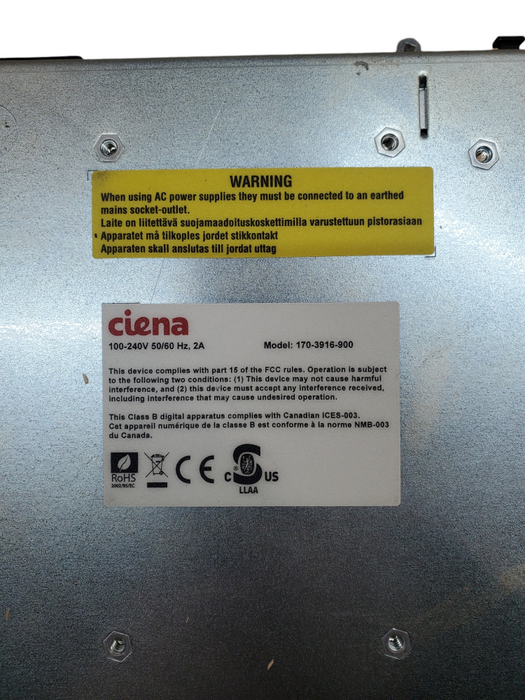 WARNING
When using AC power supplies they must be connected to an earthed
mains socket-outlet.
Laite on liitettävä suojamaadoituskoskettimilla varustettuun pistorasiaan
Apparatet må tilkoples jordet stikkontakt
Apparaten skall anslutas till jordat uttag
ciena
100-240V 50/60 Hz, 2A Model: 170-3916-900
This device complies with part 15 of the FCC rules. Operation is subject
to the following two conditions: (1) This device may not cause harmful
interference, and (2) this device must accept any interference received,
including interference that may cause undesired operation.
This Class B digital apparatus complies with Canadian ICES-003.
Cet appareil numérique de la classe B est conforme à la norme NMB-003
du Canada.
RoHS
2002/95/EC
CE
C US
LLAA